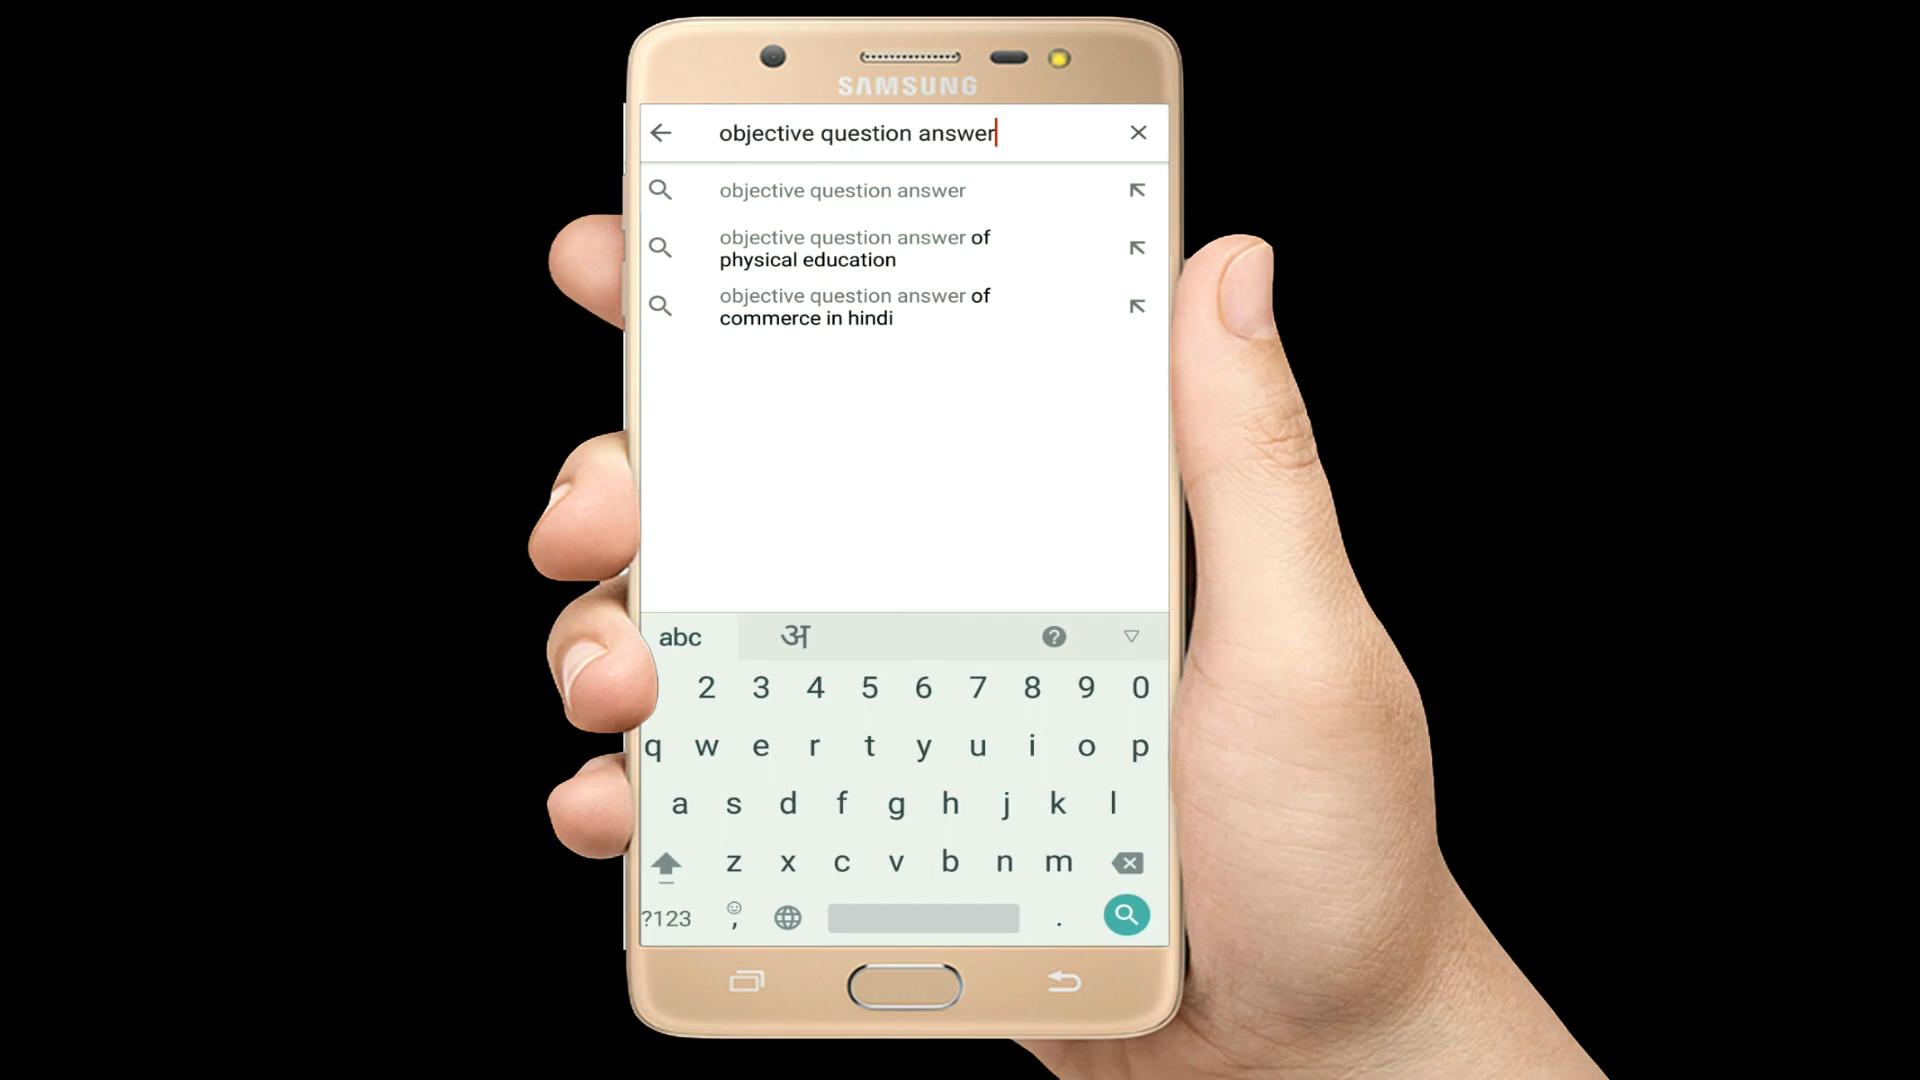 SAMSUNG
objective question answer
objective question answer
objective question answer of
physical education
objective question answer of
commerce in hindi
abc अ ?
2 3 4 5 6 7 8 9 0
q w e r t y u i o p
a s d f g h j k l
z x c v b n m
?123 , .